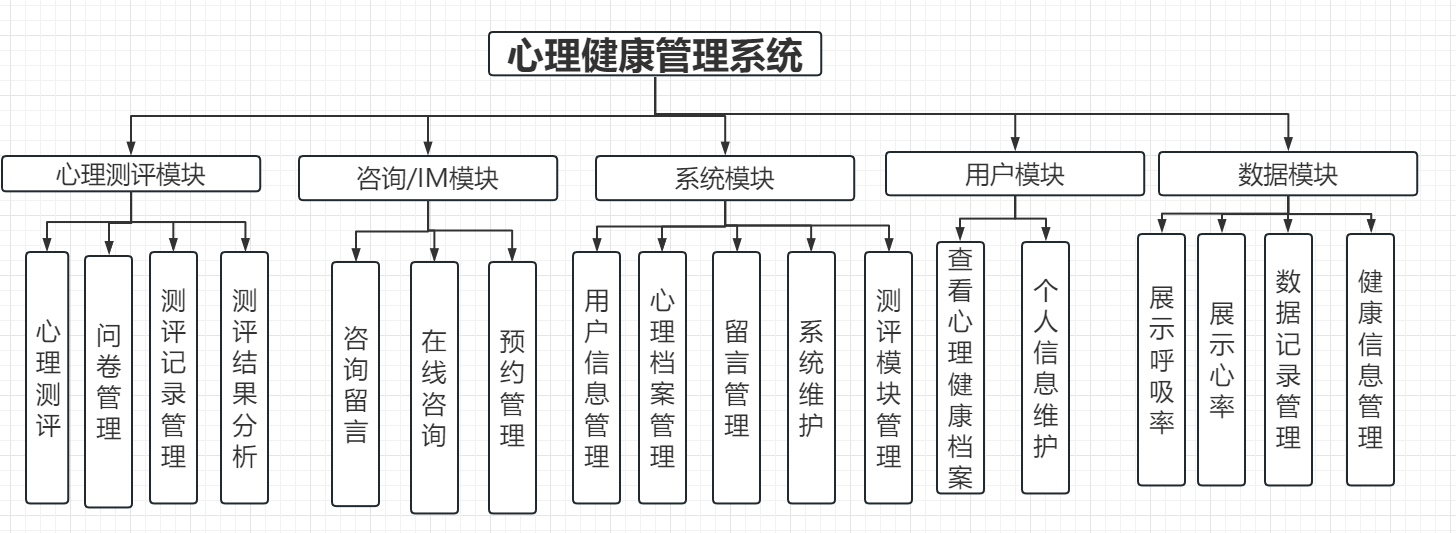 心理健康管理系统
心理测评模块
咨询/IM模块
系统模块
用户模块
数据模块
心理测评
问卷管理
测评记录管理
测评结果分析
咨询留言
在线咨询
预约管理
用户信息管理
心理档案管理
留言管理
系统维护
测评模块管理
查看心理健康档案
个人信息维护
展示呼吸率
展示心率
数据记录管理
健康信息管理